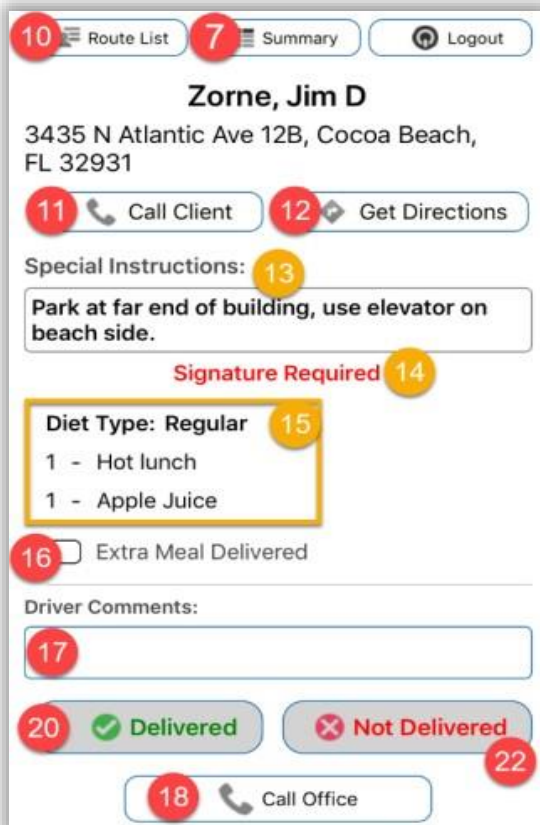 10 Route List 7 Summary Logout
Zorne, Jim D
3435 N Atlantic Ave 12B, Cocoa Beach,
FL 32931
11 Call Client 12 Get Directions
Special Instructions: 13
Park at far end of building, use elevator on
beach side.
Signature Required 14
Diet Type: Regular 15
1 - Hot lunch
1 - Apple Juice
16 Extra Meal Delivered
Driver Comments:
17
20 Delivered Not Delivered
22
18 Call Office